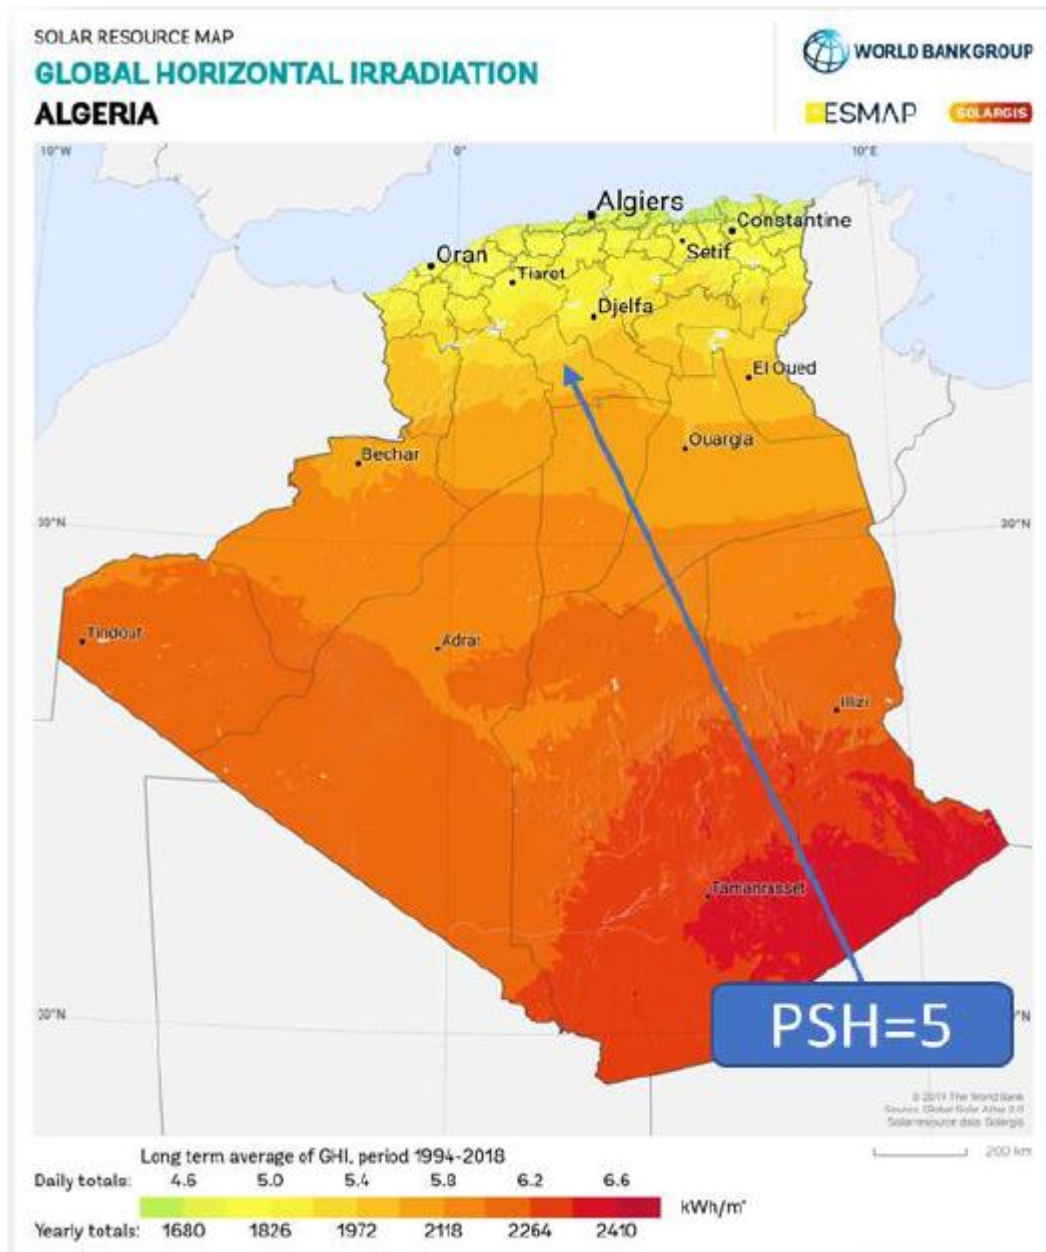 SOLAR RESOURCE MAP
GLOBAL HORIZONTAL IRRADIATION
ALGERIA
WORLD BANK GROUP
ESMAP
SOLARGIS
10°W
0°
10°E
Algiers
Constantine
Setif
Oran
Tiaret
Djelfa
El Oued
Ouargla
Bechar
30°N
30°N
Tindouf
Adrar
Illizi
Tamanrasset
20°N
PSH=5
°N
© 2019 The World Bank
Source: Global Solar Atlas 2.0
Solar resource data: Solargis
200 km
Long term average of GHI, period 1994-2018
Daily totals: 4.6 5.0 5.4 5.8 6.2 6.6
kWh/m²
Yearly totals: 1680 1826 1972 2118 2264 2410